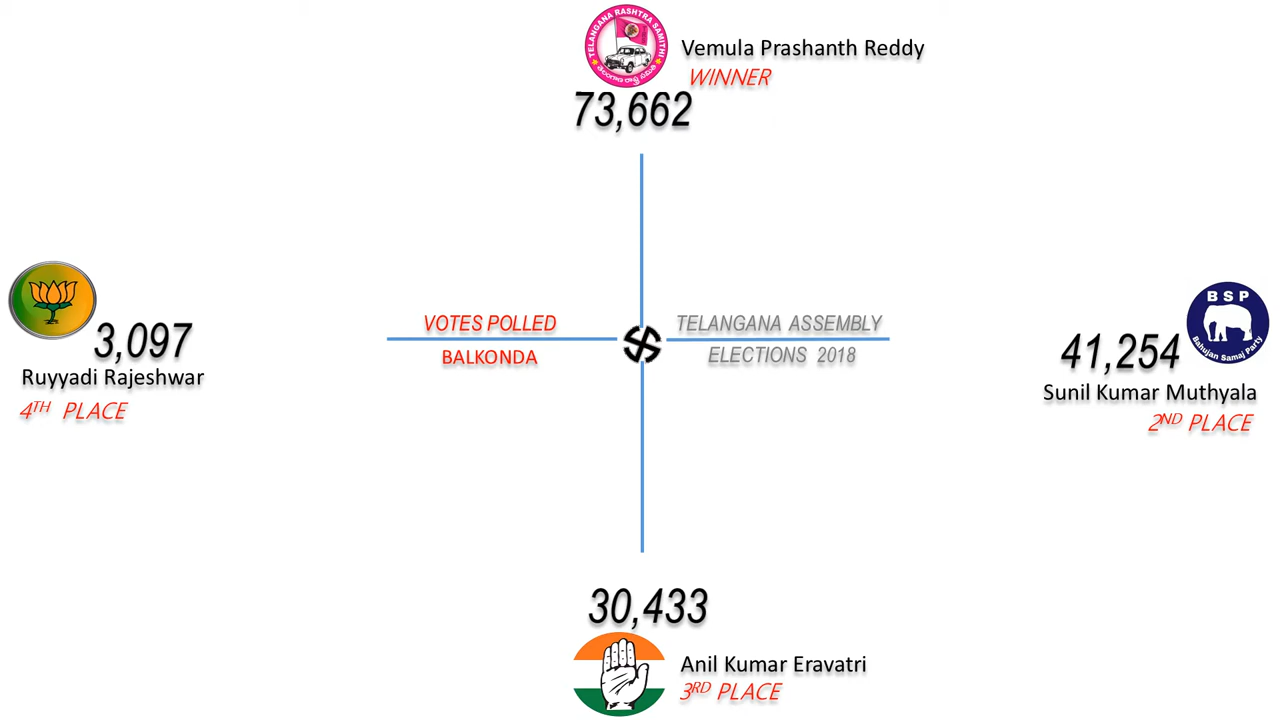 TELANGANA RASHTRA SAMITHI
Vemula Prashanth Reddy
WINNER
73,662
3,097
Ruyyadi Rajeshwar
4TH PLACE
VOTES POLLED
BALKONDA
TELANGANA ASSEMBLY
ELECTIONS 2018
BSP
Bahujan Samaj Party
41,254
Sunil Kumar Muthyala
2ND PLACE
30,433
Anil Kumar Eravatri
3RD PLACE